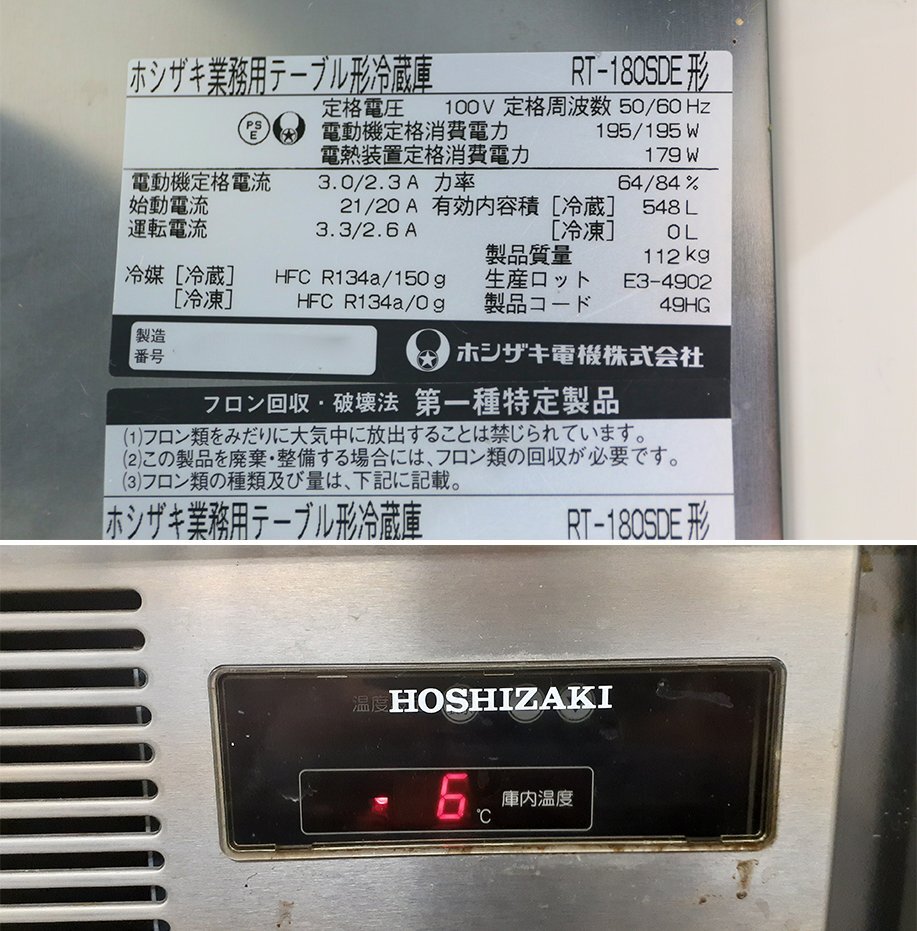 ホシザキ業務用テーブル形冷蔵庫 RT-180SDE形
定格電圧 100V 定格周波数 50/60 Hz
PS E 電動機定格消費電力 195/195 W
電熱装置定格消費電力 179 W
電動機定格電流 3.0/2.3 A 力率 64/84 %
始動電流 21/20 A 有効内容積 [冷蔵] 548 L
運転電流 3.3/2.6 A [冷凍] 0 L
製品質量 112 kg
冷媒 [冷蔵] HFC R134a/150 g 生産ロット E3-4902
[冷凍] HFC R134a/0 g 製品コード 49HG
製造
番号
ホシザキ電機株式会社
フロン回収・破壊法 第一種特定製品
(1)フロン類をみだりに大気中に放出することは禁じられています。
(2)この製品を廃棄・整備する場合には、フロン類の回収が必要です。
(3)フロン類の種類及び量は、下記に記載。
ホシザキ業務用テーブル形冷蔵庫 RT-180SDE形
温度 HOSHIZAKI
6 ℃ 庫内温度